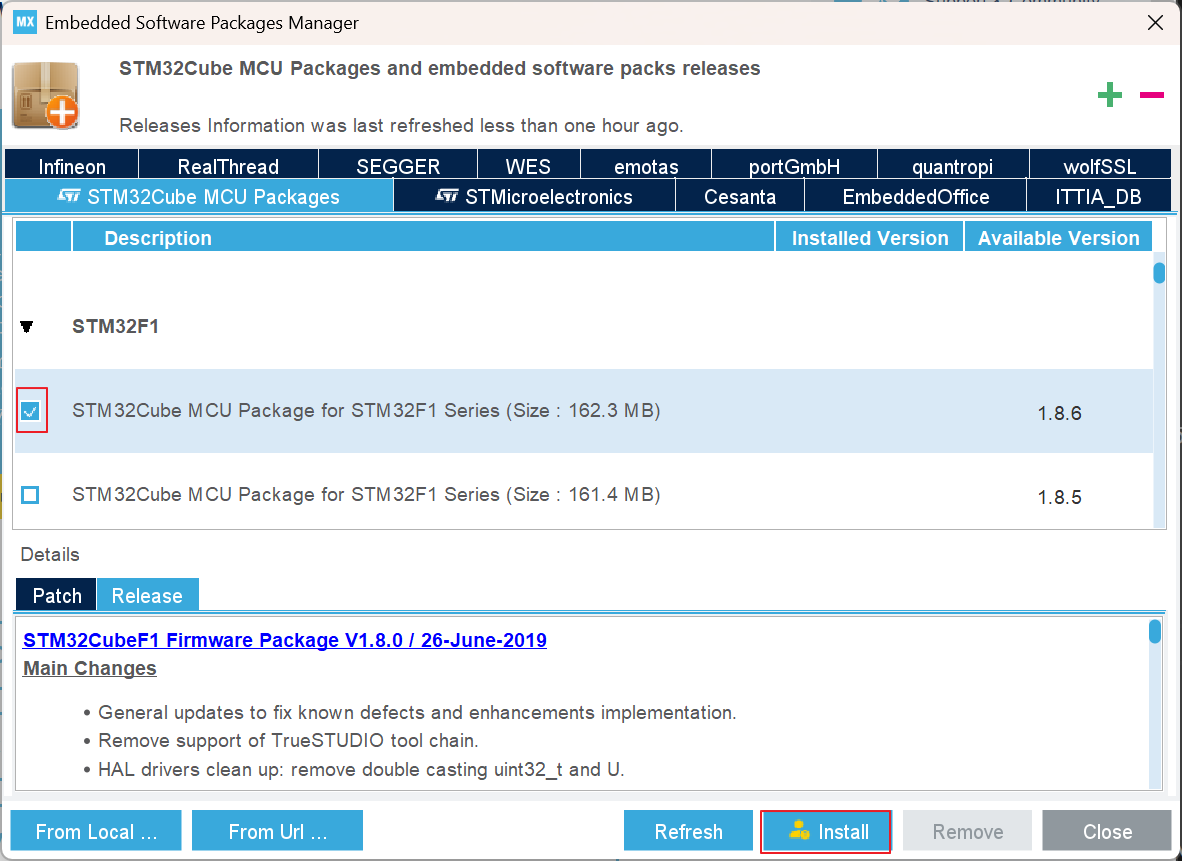 MX Embedded Software Packages Manager
STM32Cube MCU Packages and embedded software packs releases
Releases Information was last refreshed less than one hour ago.
Infineon RealThread SEGGER WES emotas portGmbH quantropi wolfSSL
STM32Cube MCU Packages STMicroelectronics Cesanta EmbeddedOffice ITTIA_DB
Description Installed Version Available Version
STM32F1
STM32Cube MCU Package for STM32F1 Series (Size : 162.3 MB) 1.8.6
STM32Cube MCU Package for STM32F1 Series (Size : 161.4 MB) 1.8.5
Details
Patch Release
STM32CubeF1 Firmware Package V1.8.0 / 26-June-2019
Main Changes
• General updates to fix known defects and enhancements implementation.
• Remove support of TrueSTUDIO tool chain.
• HAL drivers clean up: remove double casting uint32_t and U.
From Local ... From Url ... Refresh Install Remove Close